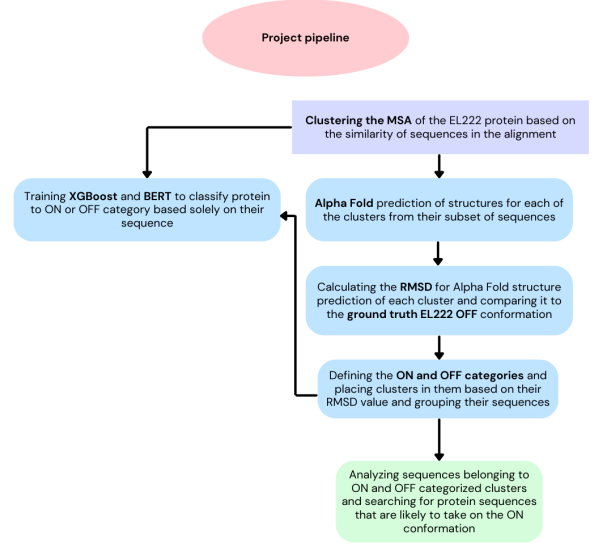 Project pipeline
Clustering the MSA of the EL222 protein based on
the similarity of sequences in the alignment
Training XGBoost and BERT to classify protein
to ON or OFF category based solely on their
sequence
Alpha Fold prediction of structures for each of
the clusters from their subset of sequences
Calculating the RMSD for Alpha Fold structure
prediction of each cluster and comparing it to
the ground truth EL222 OFF conformation
Defining the ON and OFF categories and
placing clusters in them based on their
RMSD value and grouping their sequences
Analyzing sequences belonging to
ON and OFF categorized clusters
and searching for protein sequences
that are likely to take on the ON
conformation